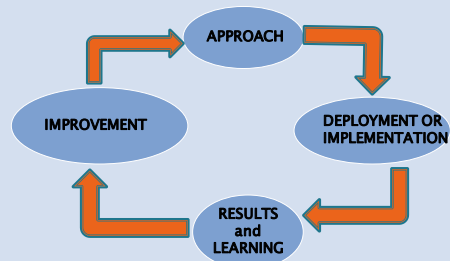 APPROACH
DEPLOYMENT OR
IMPLEMENTATION
RESULTS
and
LEARNING
IMPROVEMENT